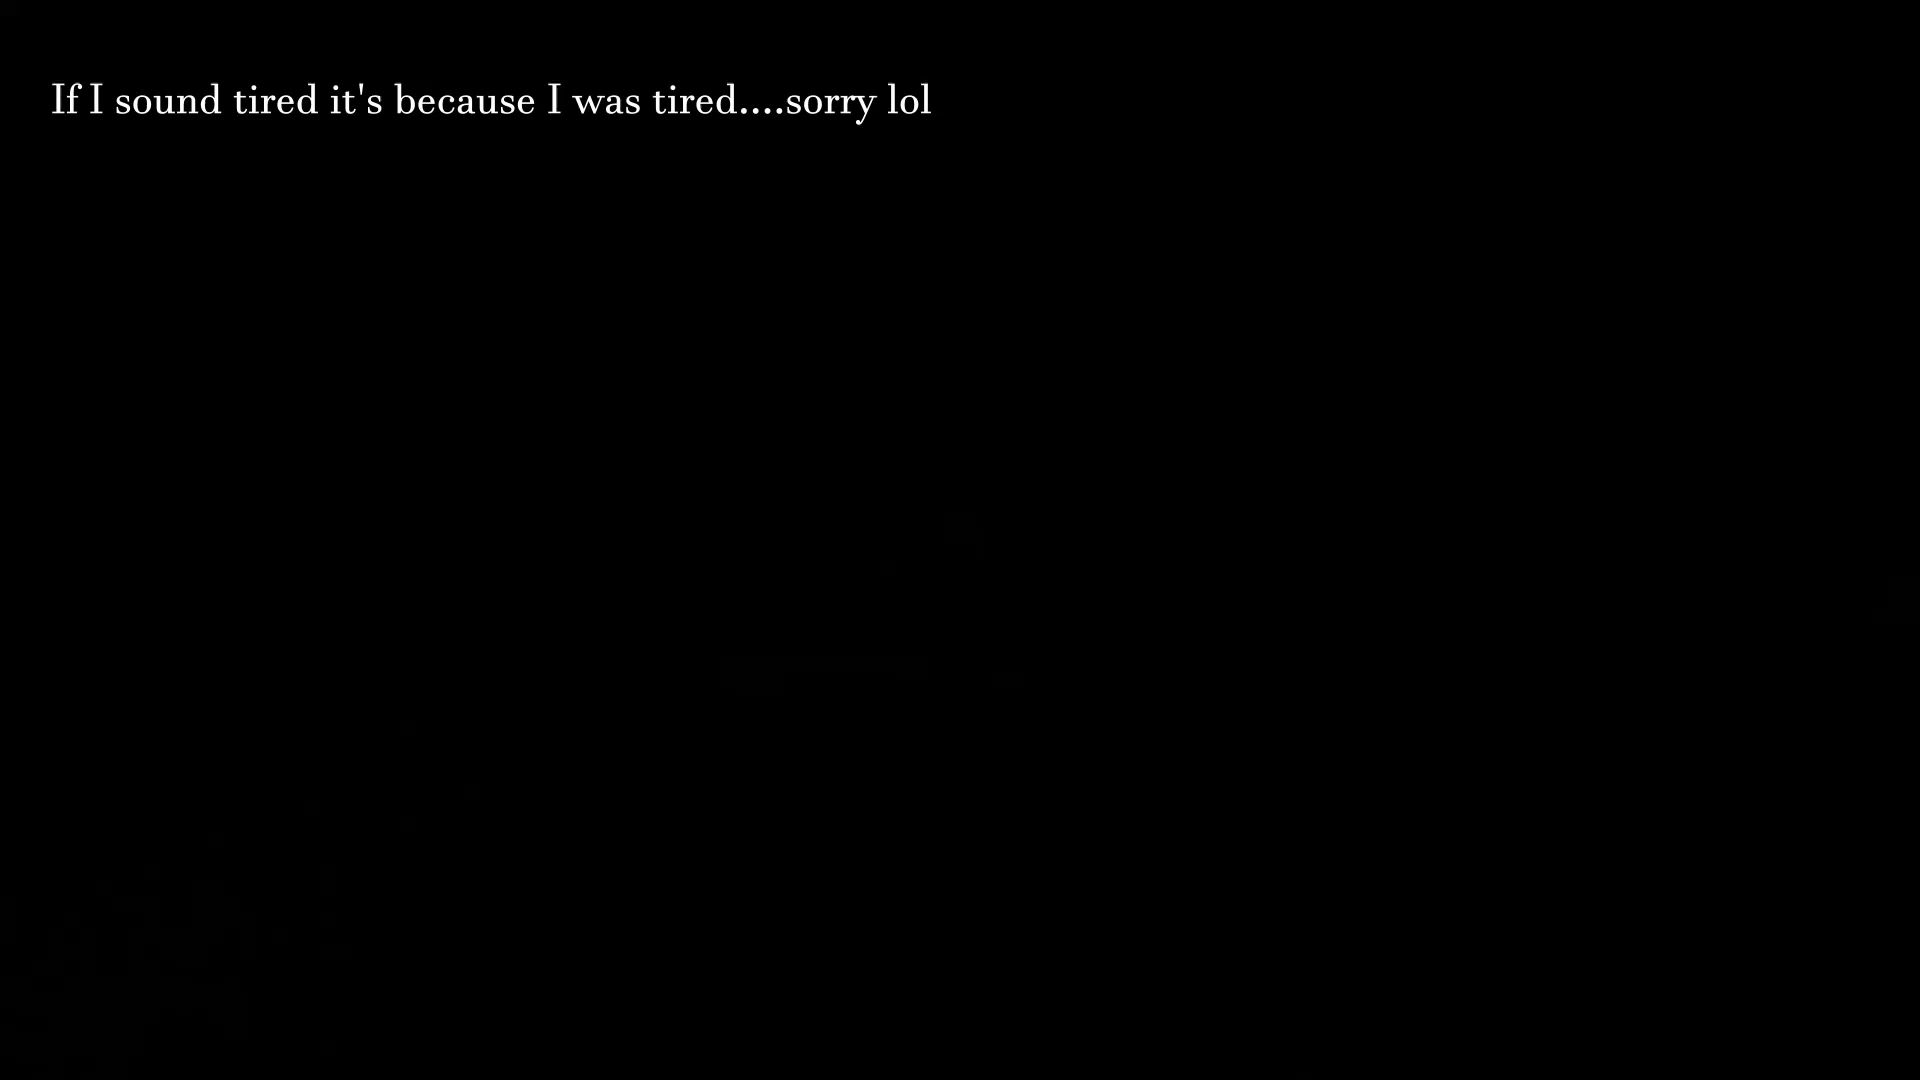 If I sound tired it's because I was tired....sorry lol